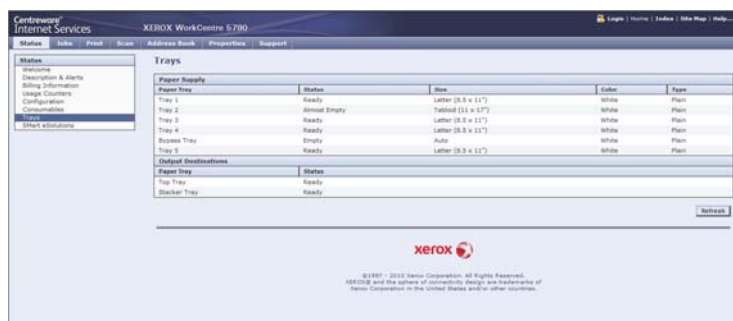 Centreware®
Internet Services
XEROX WorkCentre 5790
Login | Home | Index | Site Map | Help...
Status Jobs Print Scan Address Book Properties Support
Status
Welcome
Description & Alerts
Billing Information
Usage Counters
Configuration
Consumables
Trays
SMart eSolutions
Trays
Paper Supply
Paper Tray Status Size Color Type
Tray 1 Ready Letter (8.5 x 11") White Plain
Tray 2 Almost Empty Tabloid (11 x 17") White Plain
Tray 3 Ready Letter (8.5 x 11") White Plain
Tray 4 Ready Letter (8.5 x 11") White Plain
Bypass Tray Empty Auto White Plain
Tray 5 Ready Letter (8.5 x 11") White Plain
Output Destinations
Paper Tray Status
Top Tray Ready
Stacker Tray Ready
Refresh
xerox
©1997 - 2010 Xerox Corporation. All Rights Reserved.
XEROX® and the sphere of connectivity design are trademarks of
Xerox Corporation in the United States and/or other countries.